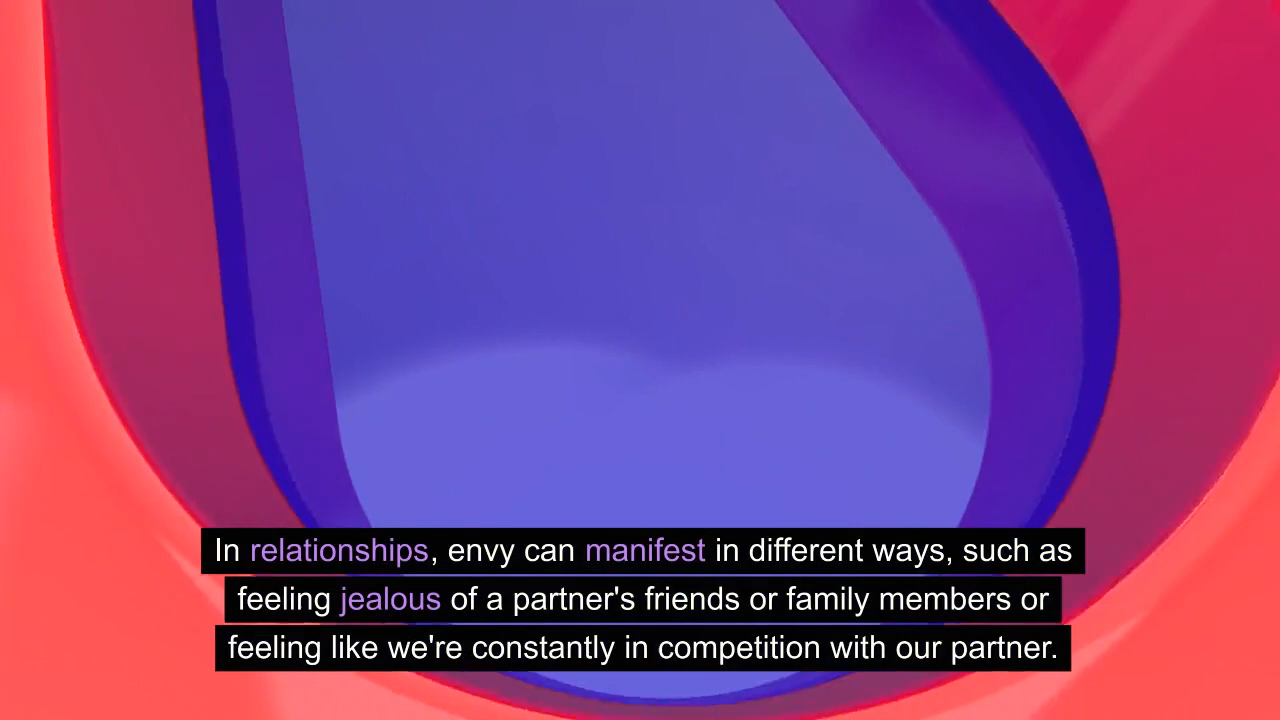 In relationships, envy can manifest in different ways, such as
feeling jealous of a partner's friends or family members or
feeling like we're constantly in competition with our partner.